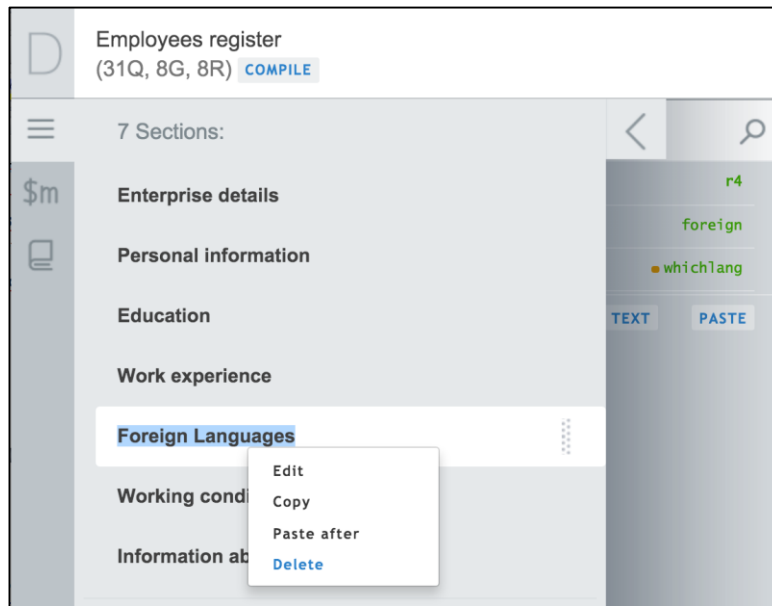 D
Employees register
(31Q, 8G, 8R) COMPILE
7 Sections:
$m
Enterprise details
Personal information
Education
Work experience
Foreign Languages
Working condi
Information ab
Edit
Copy
Paste after
Delete
r4
foreign
whichlang
TEXT PASTE